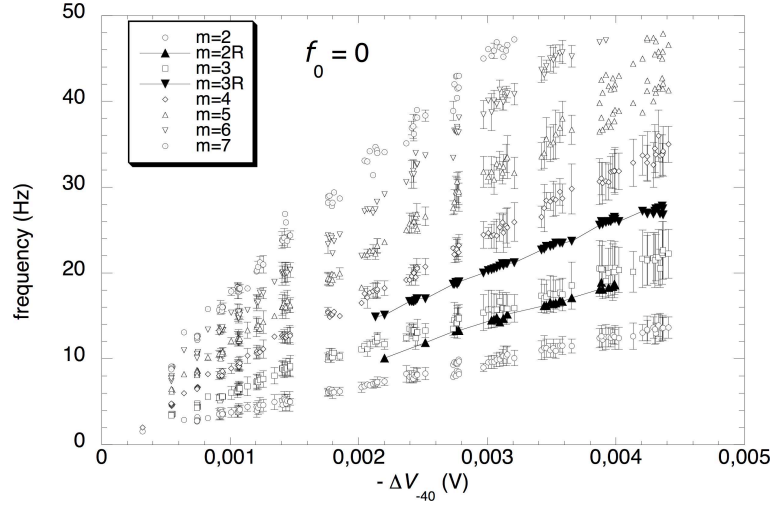 50
40
30
20
10
0
frequency (Hz)
m=2
m=2R
m=3
m=3R
m=4
m=5
m=6
m=7
f0 = 0
0
0,001
0,002
0,003
0,004
0,005
- ΔV-40 (V)